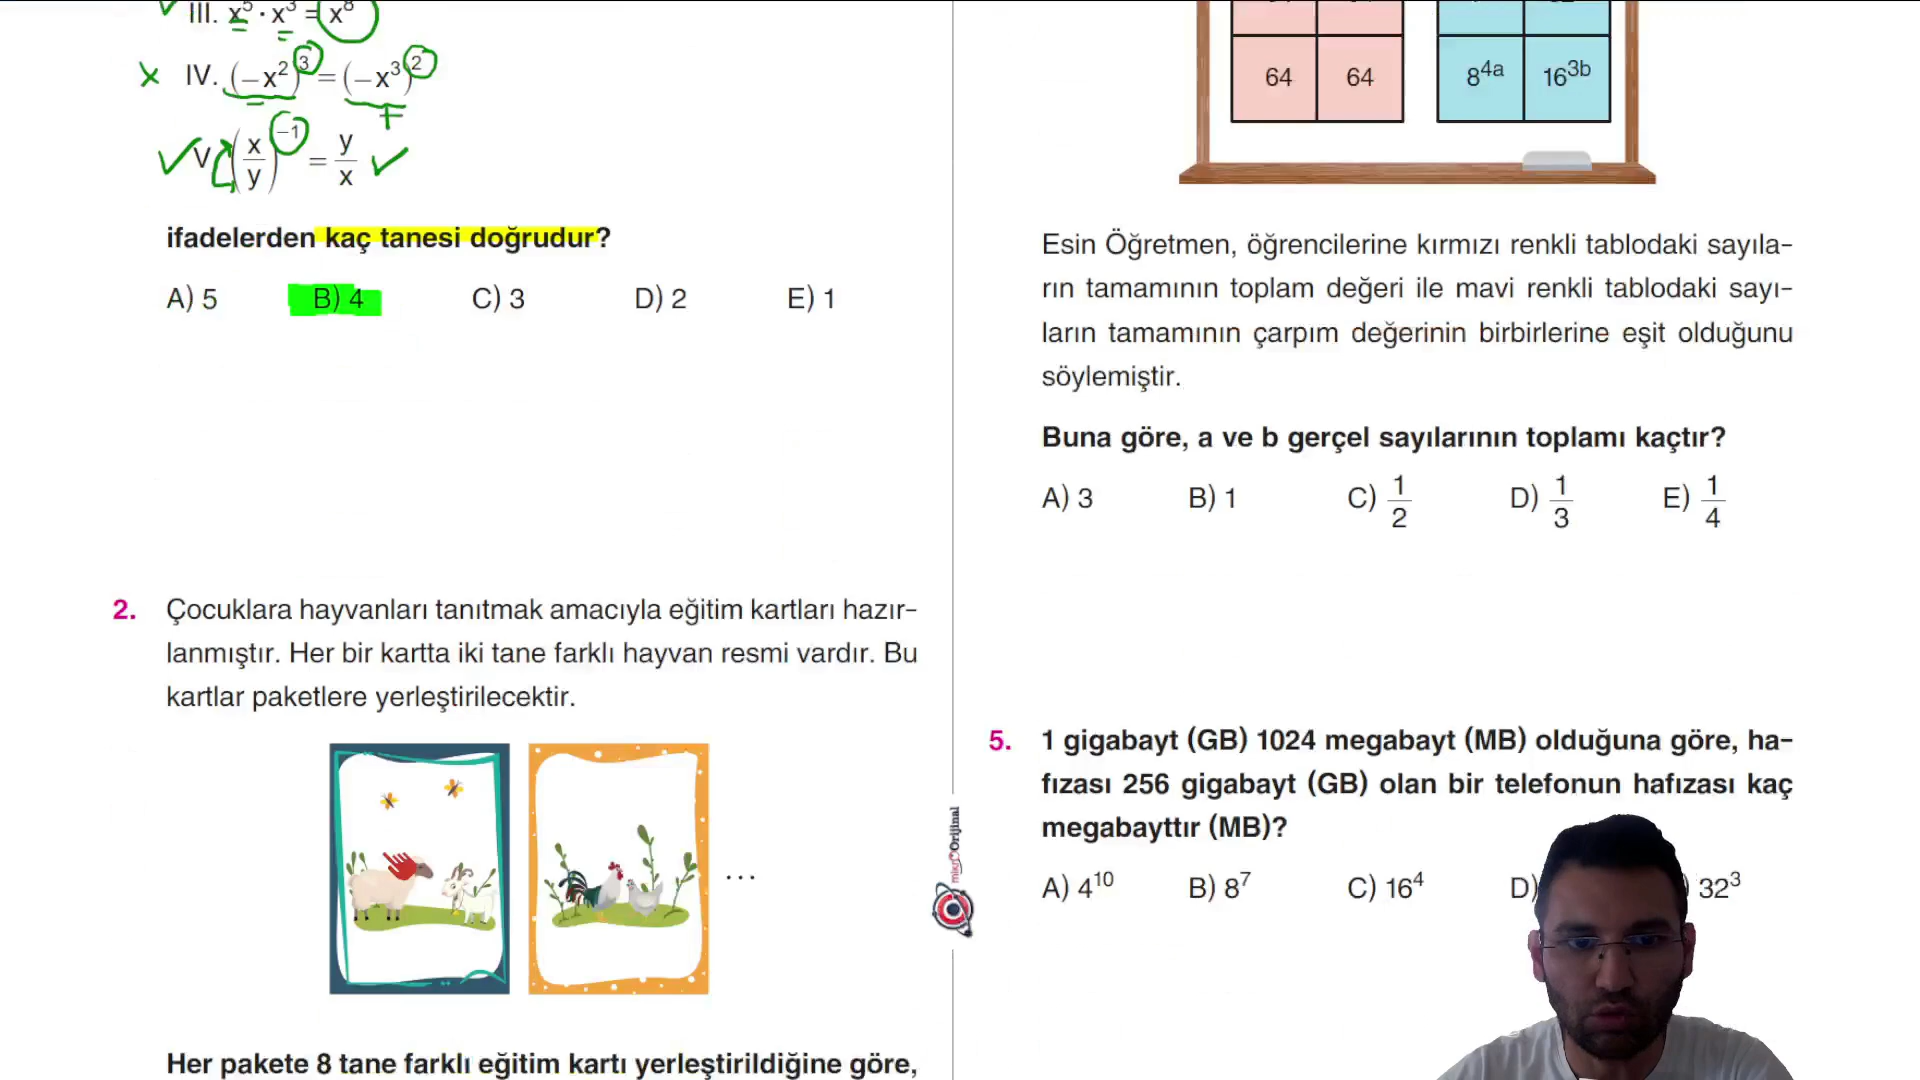 III. x⁵ · x³ = x⁸
IV. (−x²)³ = (−x³)²
V. (x/y)⁻¹ = y/x
ifadelerden kaç tanesi doğrudur?
A) 5 B) 4 C) 3 D) 2 E) 1
2. Çocuklara hayvanları tanıtmak amacıyla eğitim kartları hazır-
lanmıştır. Her bir kartta iki tane farklı hayvan resmi vardır. Bu
kartlar paketlere yerleştirilecektir.
...
Her pakete 8 tane farklı eğitim kartı yerleştirildiğine göre,
mikro Orijinal
64 64 8⁴ᵃ 16³ᵇ
Esin Öğretmen, öğrencilerine kırmızı renkli tablodaki sayıla-
rın tamamının toplam değeri ile mavi renkli tablodaki sayı-
ların tamamının çarpım değerinin birbirlerine eşit olduğunu
söylemiştir.
Buna göre, a ve b gerçel sayılarının toplamı kaçtır?
A) 3 B) 1 C) 1/2 D) 1/3 E) 1/4
5. 1 gigabayt (GB) 1024 megabayt (MB) olduğuna göre, ha-
fızası 256 gigabayt (GB) olan bir telefonun hafızası kaç
megabayttır (MB)?
A) 4¹⁰ B) 8⁷ C) 16⁴ D) ) 32³